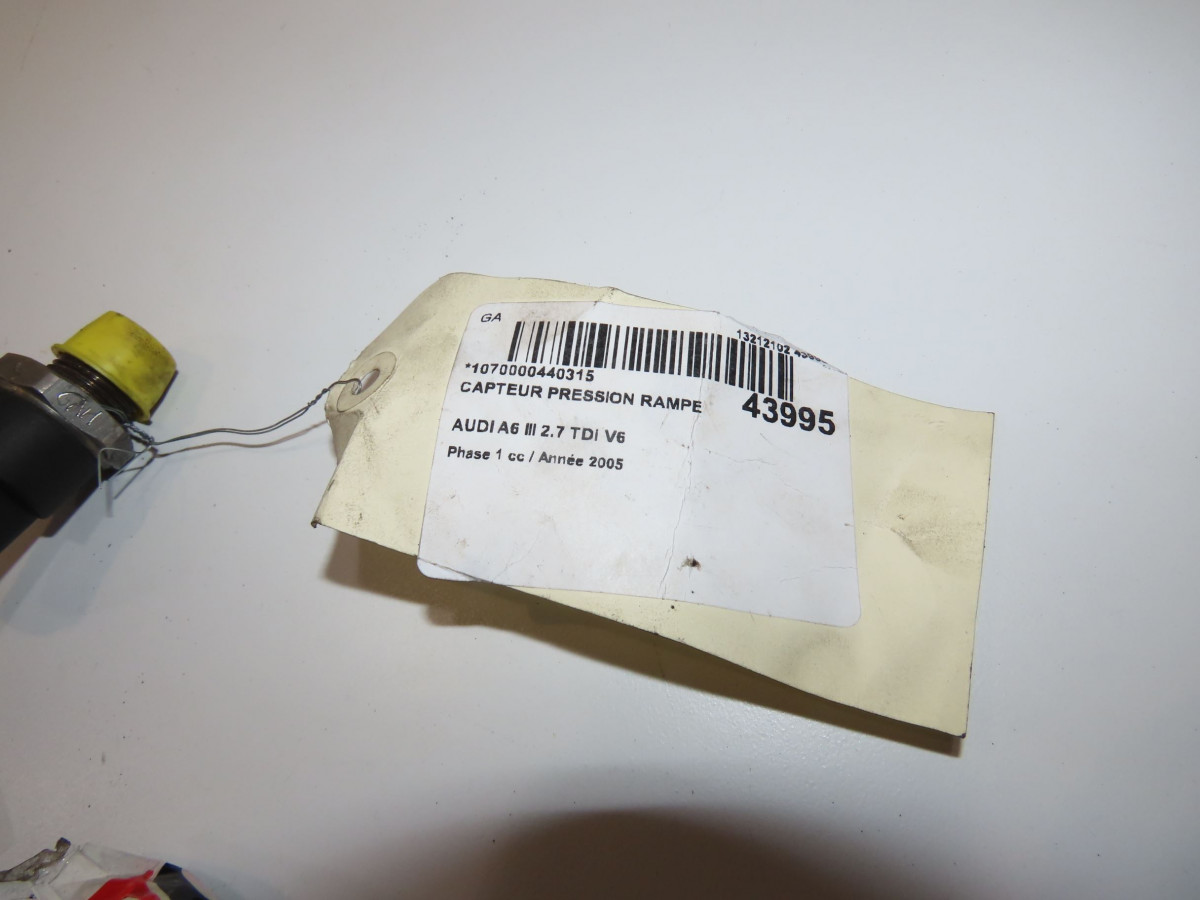 GA
13212102
*1070000440315
CAPTEUR PRESSION RAMPE
43995
AUDI A6 III 2.7 TDI V6
Phase 1 cc / Année 2005